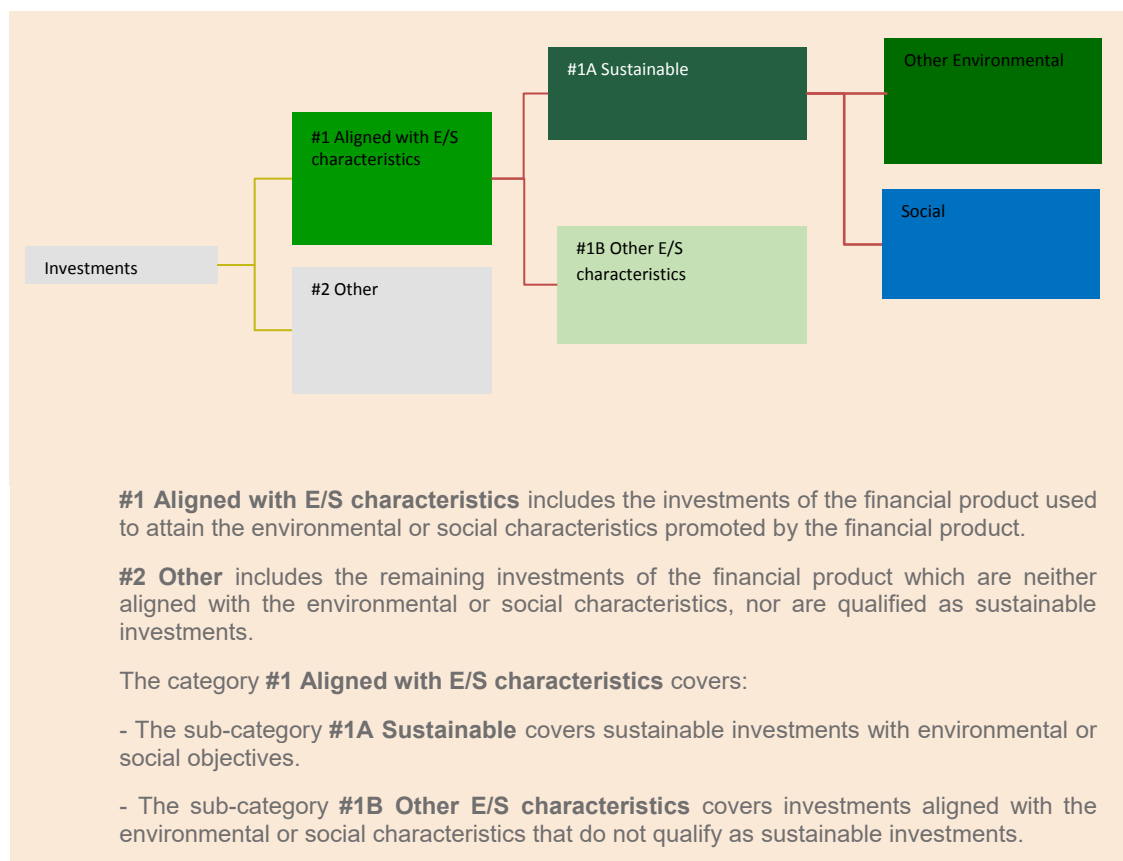 #1A Sustainable
Other Environmental
#1 Aligned with E/S
characteristics
Social
#1B Other E/S
characteristics
Investments
#2 Other
#1 Aligned with E/S characteristics includes the investments of the financial product used
to attain the environmental or social characteristics promoted by the financial product.
#2 Other includes the remaining investments of the financial product which are neither
aligned with the environmental or social characteristics, nor are qualified as sustainable
investments.
The category #1 Aligned with E/S characteristics covers:
- The sub-category #1A Sustainable covers sustainable investments with environmental or
social objectives.
- The sub-category #1B Other E/S characteristics covers investments aligned with the
environmental or social characteristics that do not qualify as sustainable investments.